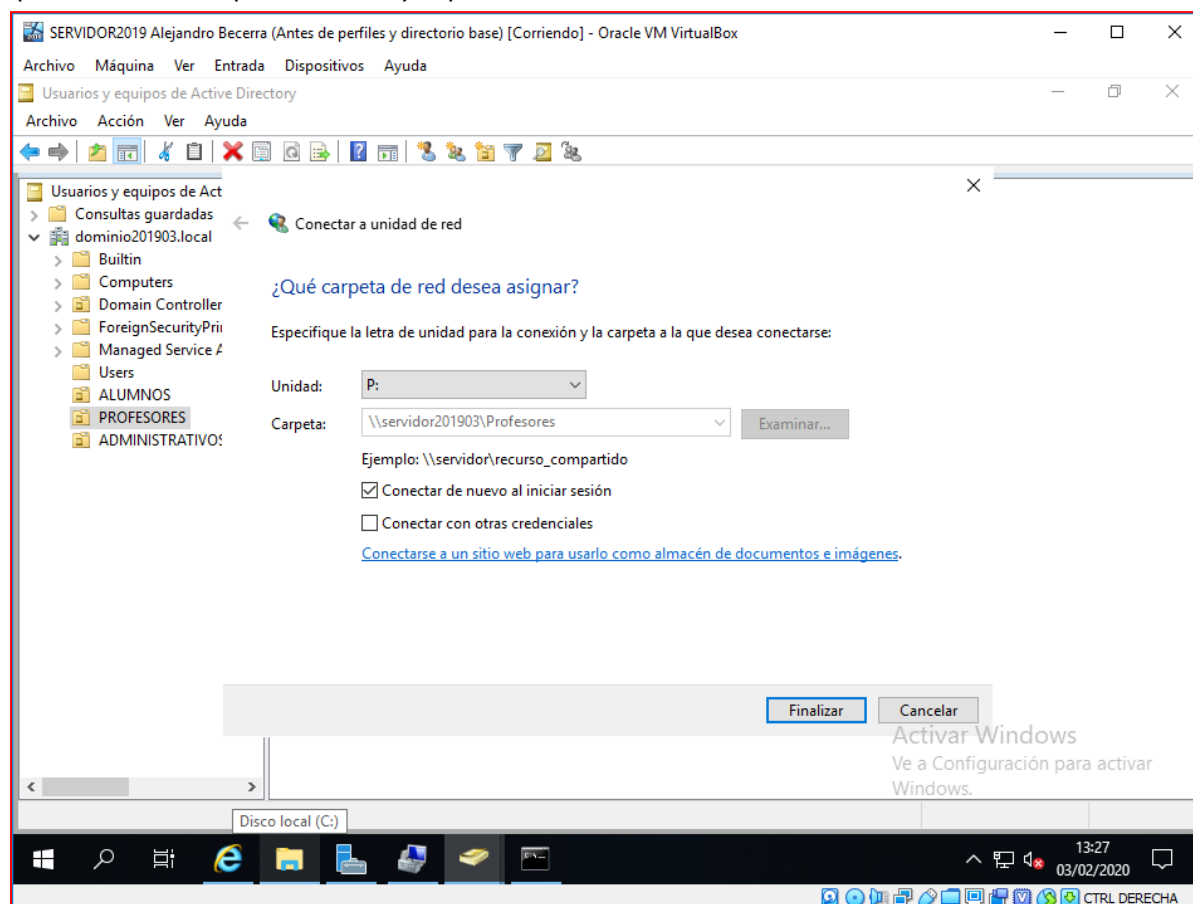 SERVIDOR2019 Alejandro Becerra (Antes de perfiles y directorio base) [Corriendo] - Oracle VM VirtualBox
Archivo Máquina Ver Entrada Dispositivos Ayuda
Usuarios y equipos de Active Directory
Archivo Acción Ver Ayuda
Usuarios y equipos de Act
Consultas guardadas
dominio201903.local
Builtin
Computers
Domain Controller
ForeignSecurityPri
Managed Service A
Users
ALUMNOS
PROFESORES
ADMINISTRATIVOS
Conectar a unidad de red
¿Qué carpeta de red desea asignar?
Especifique la letra de unidad para la conexión y la carpeta a la que desea conectarse:
Unidad: P:
Carpeta: \\servidor201903\Profesores Examinar...
Ejemplo: \\servidor\recurso_compartido
Conectar de nuevo al iniciar sesión
Conectar con otras credenciales
Conectarse a un sitio web para usarlo como almacén de documentos e imágenes.
Finalizar Cancelar
Activar Windows
Ve a Configuración para activar
Windows.
Disco local (C:)
13:27
03/02/2020
CTRL DERECHA